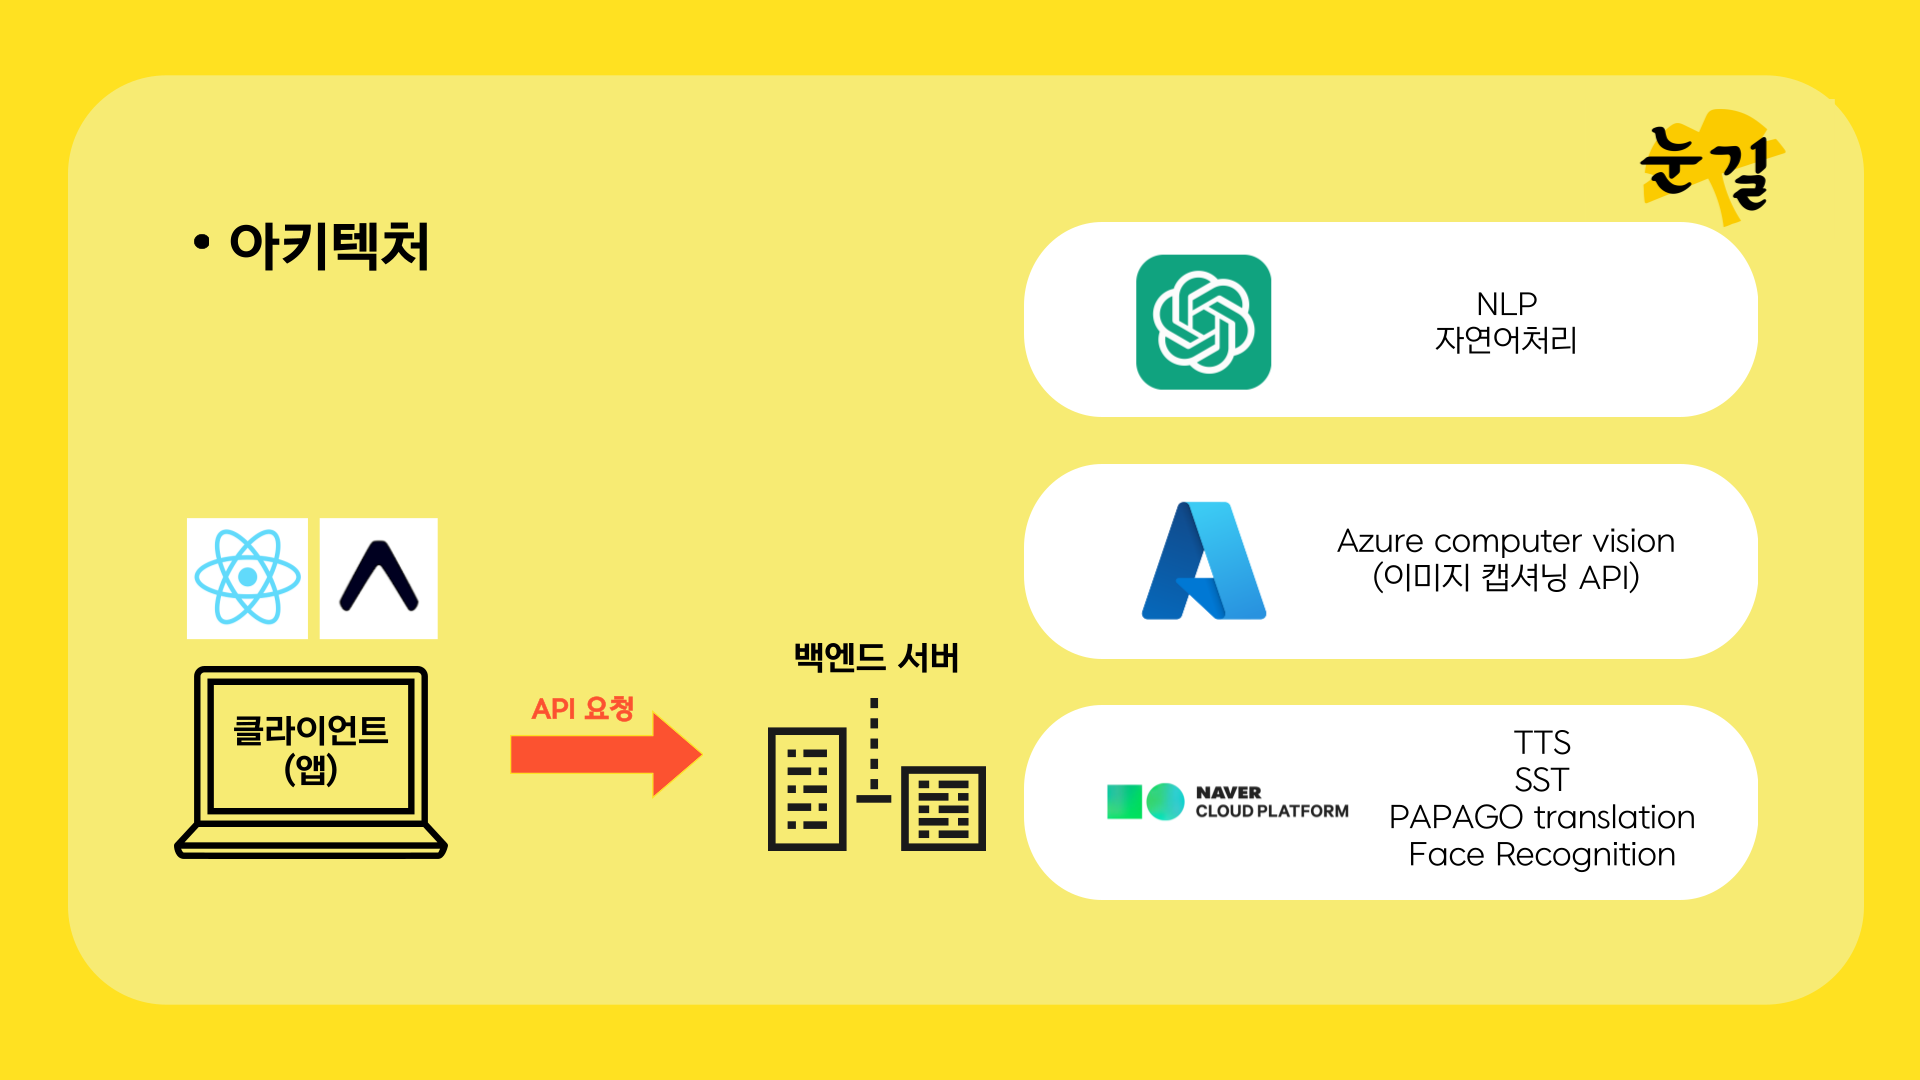 눈길
• 아키텍처
NLP
자연어처리
Azure computer vision
(이미지 캡셔닝 API)
백엔드 서버
API 요청
클라이언트
(앱)
NAVER
CLOUD PLATFORM
TTS
SST
PAPAGO translation
Face Recognition